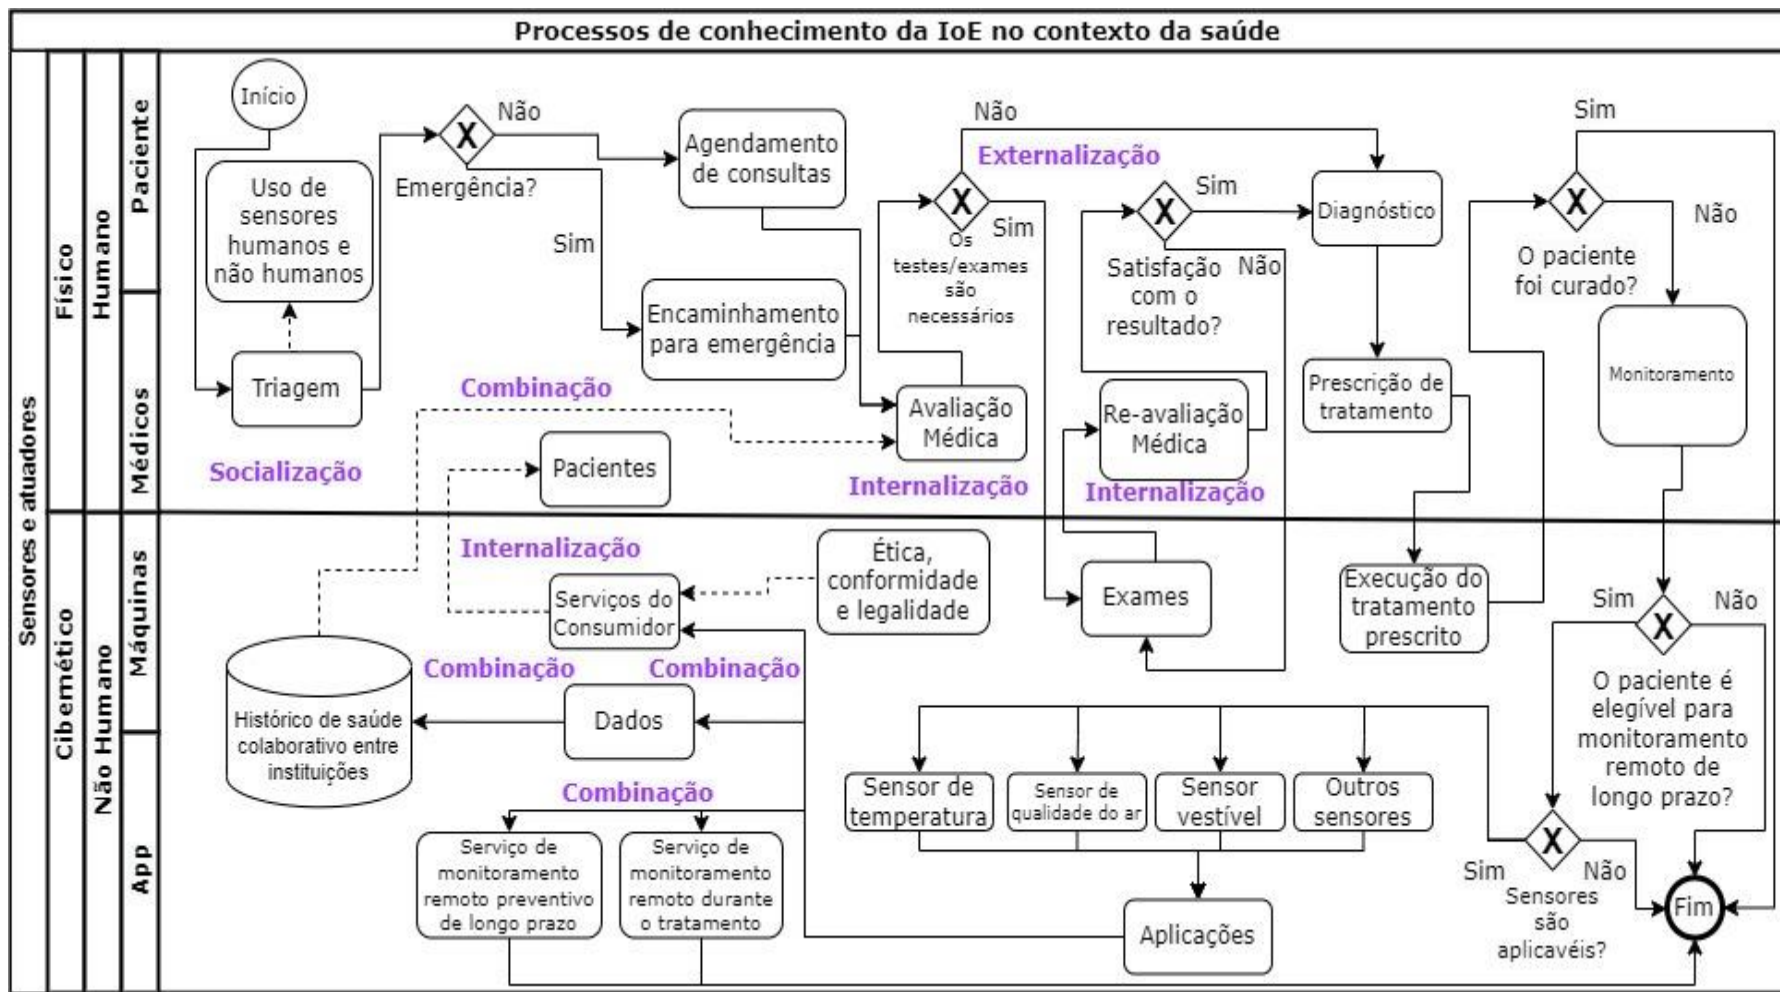 Processos de conhecimento da IoE no contexto da saúde
Sensores e atuadores
Físico
Humano
Paciente
Médicos
Cibemético
Não Humano
Máquinas
App
Início
Uso de
sensores
humanos e
não humanos
Triagem
Socialização
X
Não
Emergência?
Sim
Agendamento
de consultas
Encaminhamento
para emergência
Combinação
Pacientes
Avaliação
Médica
Internalização
Não
Externalização
X
Sim
Os
testes/exames
são
necessários
X
Sim
Satisfação
com o
resultado?
Não
Re-avaliação
Médica
Internalização
Diagnóstico
Prescrição de
tratamento
Sim
X
Não
O paciente
foi curado?
Monitoramento
Internalização
Serviços do
Consumidor
Ética,
conformidade
e legalidade
Exames
Execução do
tratamento
prescrito
Sim
X
Não
O paciente é
elegível para
monitoramento
remoto de
longo prazo?
Combinação
Combinação
Histórico de saúde
colaborativo entre
instituições
Dados
Combinação
Serviço de
monitoramento
remoto preventivo
de longo prazo
Serviço de
monitoramento
remoto durante
o tratamento
Sensor de
temperatura
Sensor de
qualidade do ar
Sensor
vestível
Outros
sensores
Aplicações
X
Sim
Não
Sensores
são
aplicavéis?
Fim